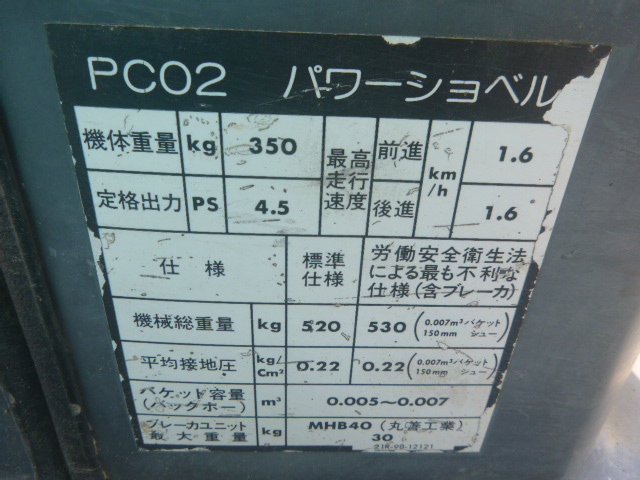 PC02 パワーショベル
機体重量 kg 350 最高走行速度 前進 km/h 1.6
定格出力 PS 4.5 後進 1.6
仕様 標準仕様 労働安全衛生法による最も不利な仕様(含ブレーカ)
機械総重量 kg 520 530 (0.007m³バケット 150mm シュー)
平均接地圧 kg/cm² 0.22 0.22 (0.007m³バケット 150mm シュー)
バケット容量(バックホー) m³ 0.005～0.007
ブレーカユニット最大重量 kg MHB40(丸善工業) 30
21R-90-12121